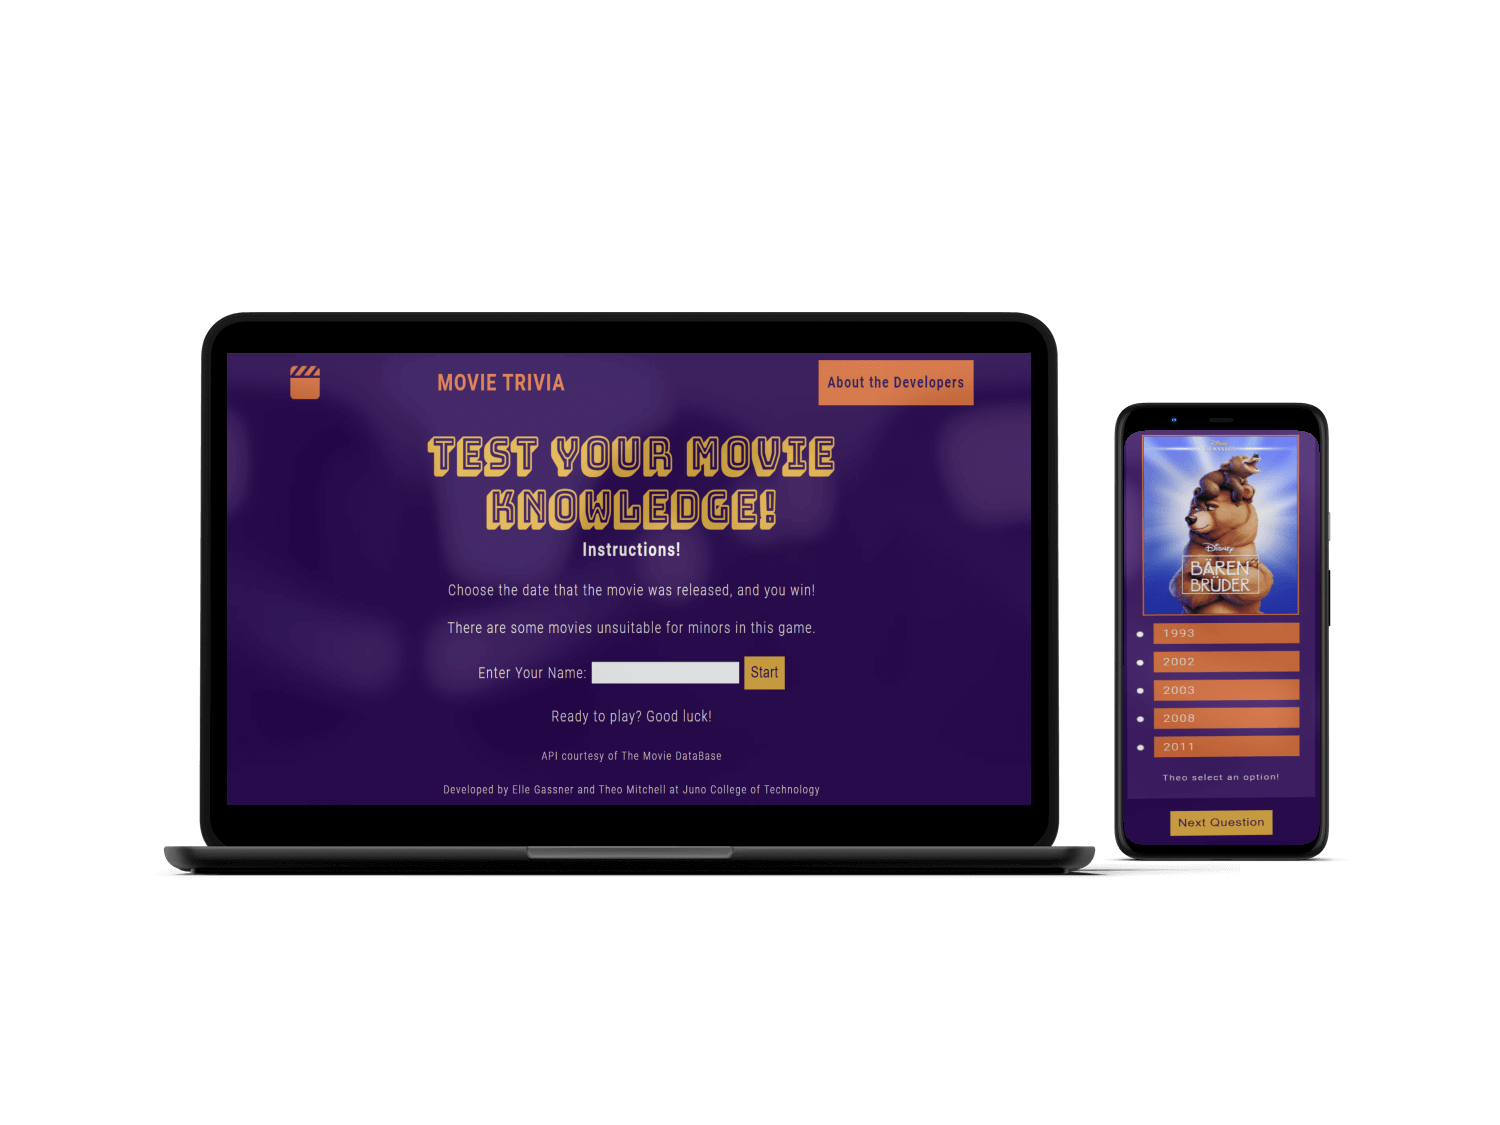 MOVIE TRIVIA
About the Developers
TEST YOUR MOVIE
KNOWLEDGE!
Instructions!
Choose the date that the movie was released, and you win!
There are some movies unsuitable for minors in this game.
Enter Your Name:
Start
Ready to play? Good luck!
API courtesy of The Movie DataBase
Developed by Elle Gassner and Theo Mitchell at Juno College of Technology
Disney
BÄREN
BRÜDER
1993
2002
2003
2008
2011
Theo select an option!
Next Question